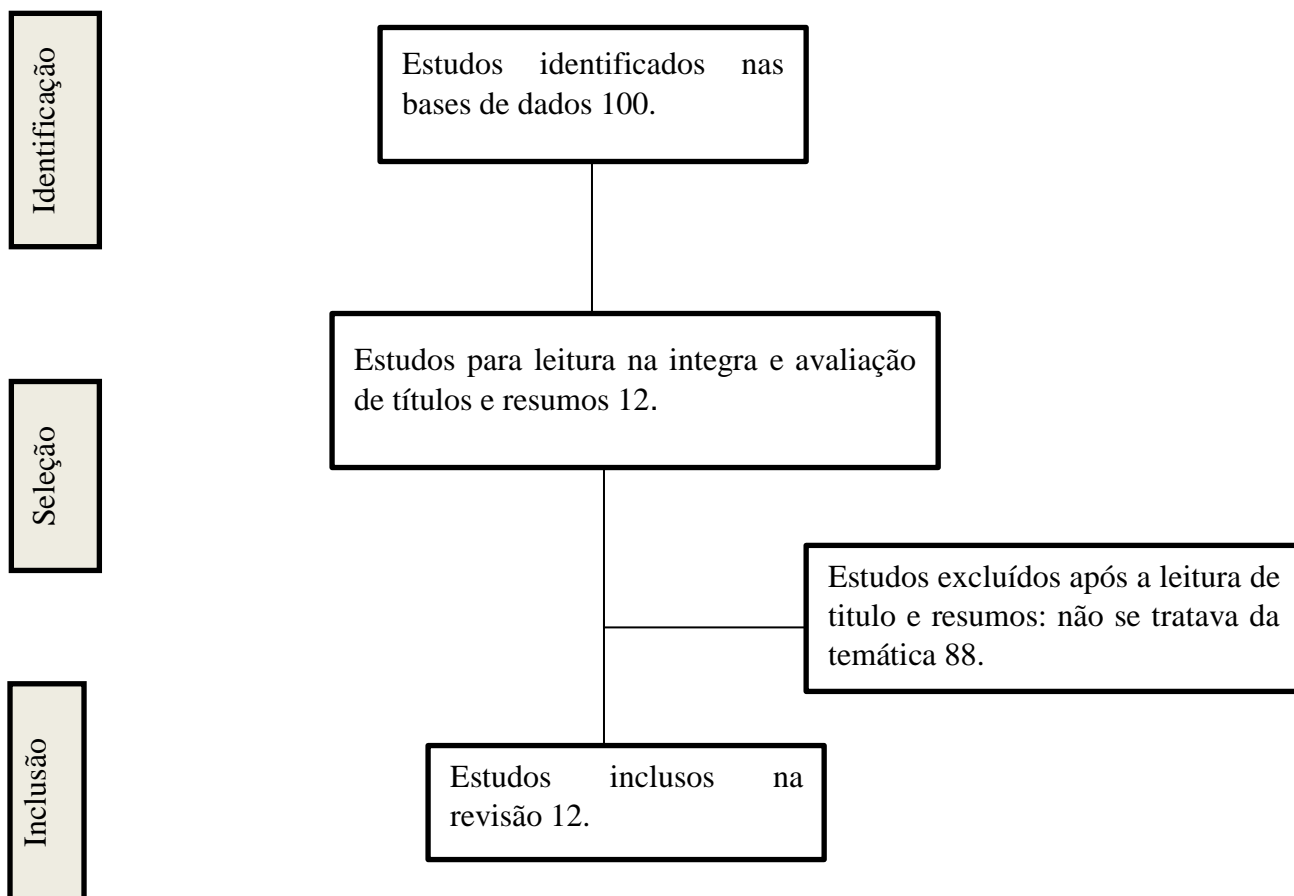 Identificação
Estudos identificados nas
bases de dados 100.
Estudos para leitura na integra e avaliação
de títulos e resumos 12.
Seleção
Estudos excluídos após a leitura de
titulo e resumos: não se tratava da
temática 88.
Inclusão
Estudos inclusos na
revisão 12.